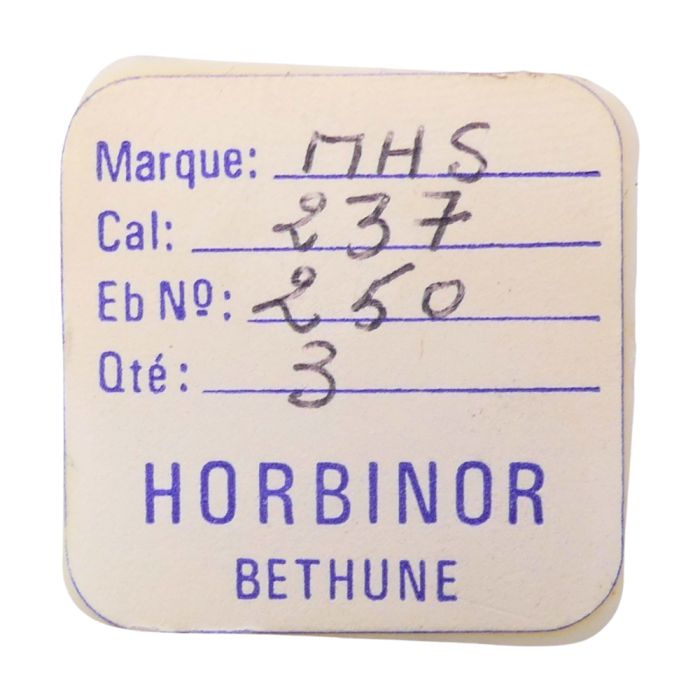 Marque: MHS
Cal: 237
Eb Nº: 250
Qté: 3
HORBINOR
BETHUNE